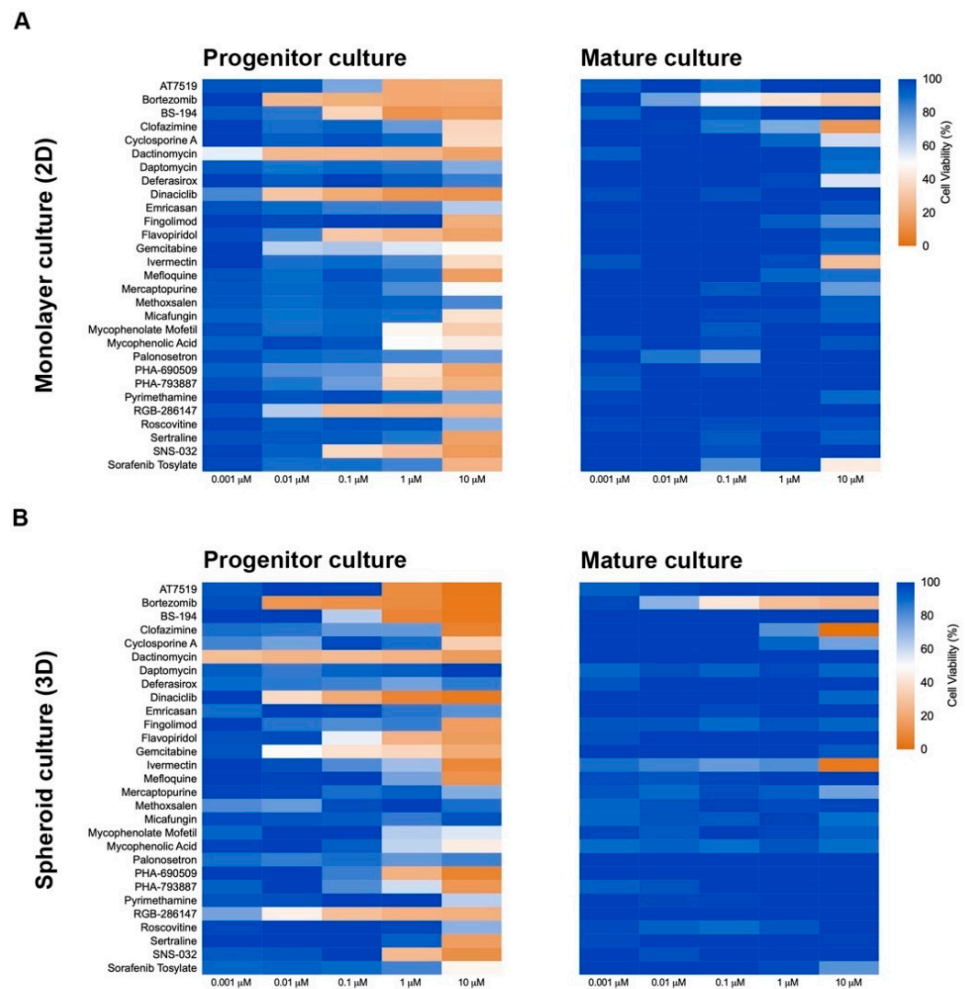 A
Progenitor culture
Mature culture
Monolayer culture (2D)
AT7519
Bortezomib
BS-194
Clofazimine
Cyclosporine A
Dactinomycin
Daptomycin
Deferasirox
Dinaciclib
Emricasan
Fingolimod
Flavopiridol
Gemcitabine
Ivermectin
Mefloquine
Mercaptopurine
Methoxsalen
Micafungin
Mycophenolate Mofetil
Mycophenolic Acid
Palonosetron
PHA-690509
PHA-793887
Pyrimethamine
RGB-286147
Roscovitine
Sertraline
SNS-032
Sorafenib Tosylate
0.001 µM 0.01 µM 0.1 µM 1 µM 10 µM
0.001 µM 0.01 µM 0.1 µM 1 µM 10 µM
100
80
60
40
20
0
Cell Viability (%)
B
Progenitor culture
Mature culture
Spheroid culture (3D)
AT7519
Bortezomib
BS-194
Clofazimine
Cyclosporine A
Dactinomycin
Daptomycin
Deferasirox
Dinaciclib
Emricasan
Fingolimod
Flavopiridol
Gemcitabine
Ivermectin
Mefloquine
Mercaptopurine
Methoxsalen
Micafungin
Mycophenolate Mofetil
Mycophenolic Acid
Palonosetron
PHA-690509
PHA-793887
Pyrimethamine
RGB-286147
Roscovitine
Sertraline
SNS-032
Sorafenib Tosylate
0.001 µM 0.01 µM 0.1 µM 1 µM 10 µM
0.001 µM 0.01 µM 0.1 µM 1 µM 10 µM
100
80
60
40
20
0
Cell Viability (%)